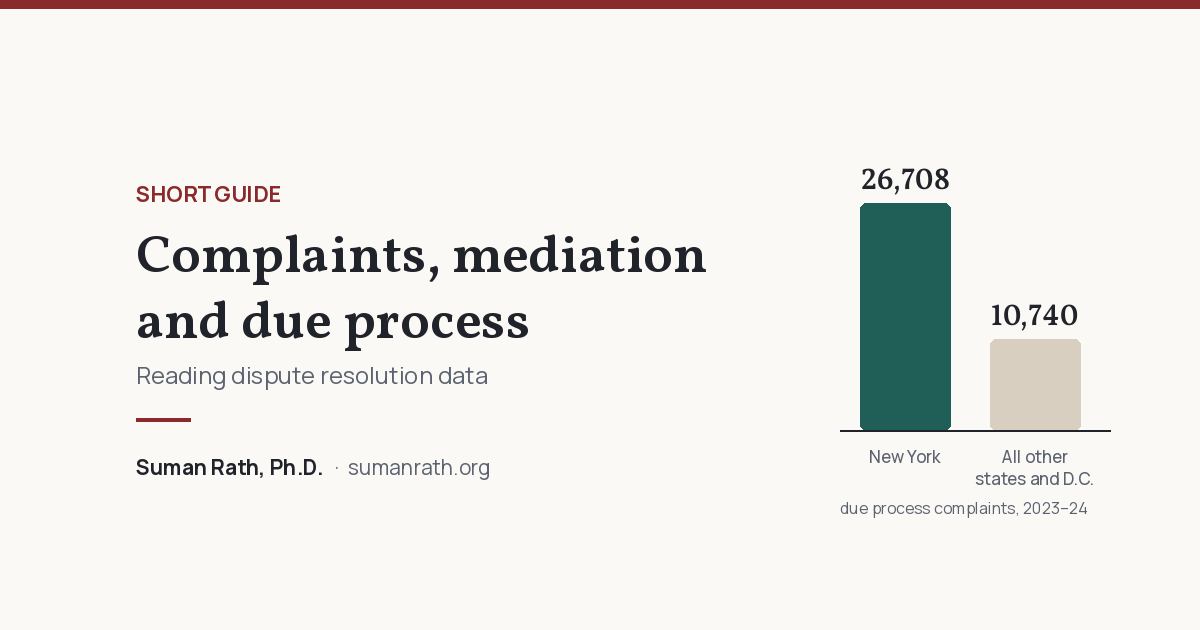 SHORT GUIDE
Complaints, mediation
and due process
Reading dispute resolution data
Suman Rath, Ph.D. · sumanrath.org
26,708
10,740
New York
All other
states and D.C.
due process complaints, 2023–24